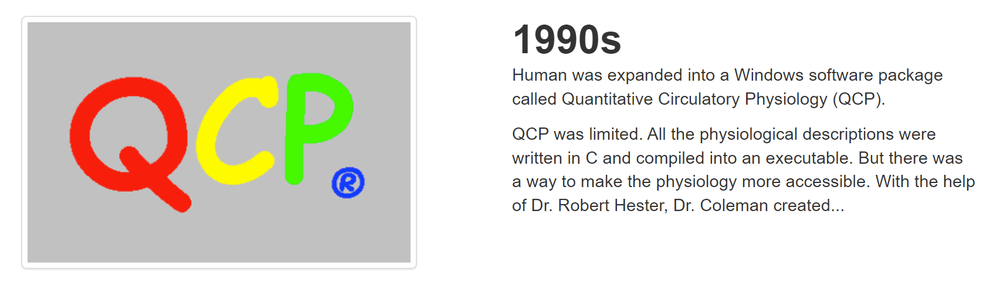 QCP®
1990s
Human was expanded into a Windows software package
called Quantitative Circulatory Physiology (QCP).
QCP was limited. All the physiological descriptions were
written in C and compiled into an executable. But there was
a way to make the physiology more accessible. With the help
of Dr. Robert Hester, Dr. Coleman created...